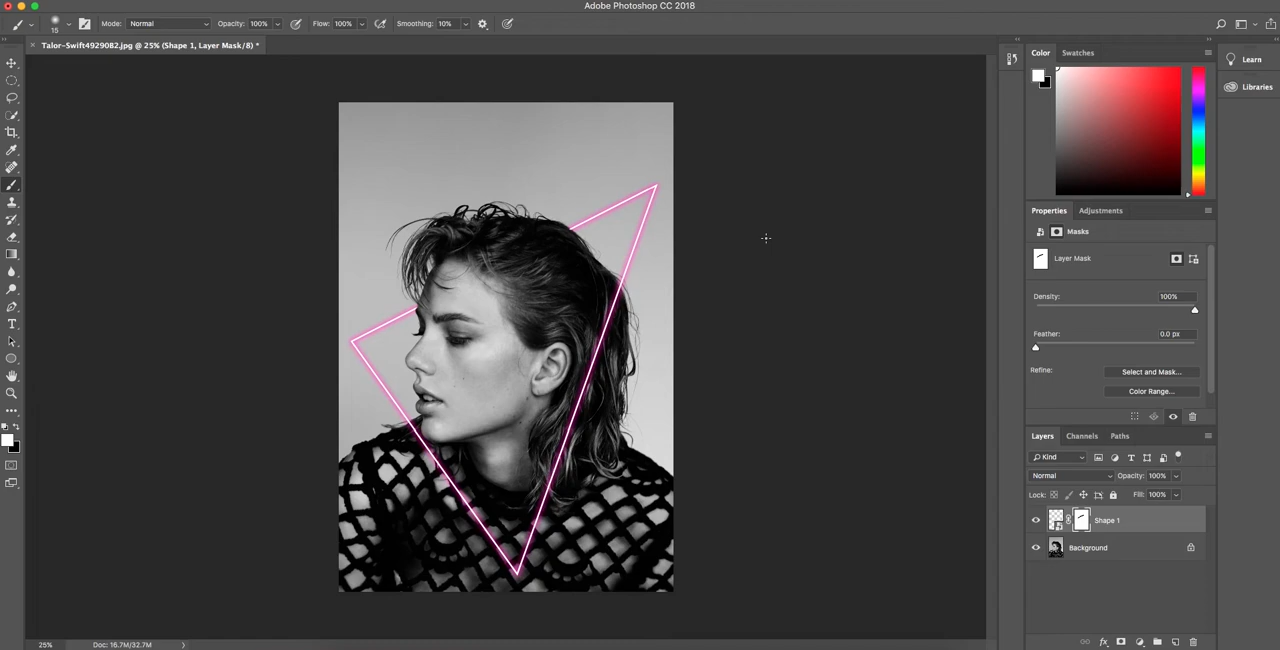 Adobe Photoshop CC 2018
15
Mode: Normal
Opacity: 100%
Flow: 100%
Smoothing: 10%
Talor-Swift49290B2.jpg @ 25% (Shape 1, Layer Mask/8) *
Color
Swatches
Learn
Libraries
Properties
Adjustments
Masks
Layer Mask
Density:
100%
Feather:
0.0 px
Refine:
Select and Mask...
Color Range...
Layers
Channels
Paths
Kind
Normal
Opacity: 100%
Lock:
Fill: 100%
Shape 1
Background
25%
Doc: 16.7M/32.7M